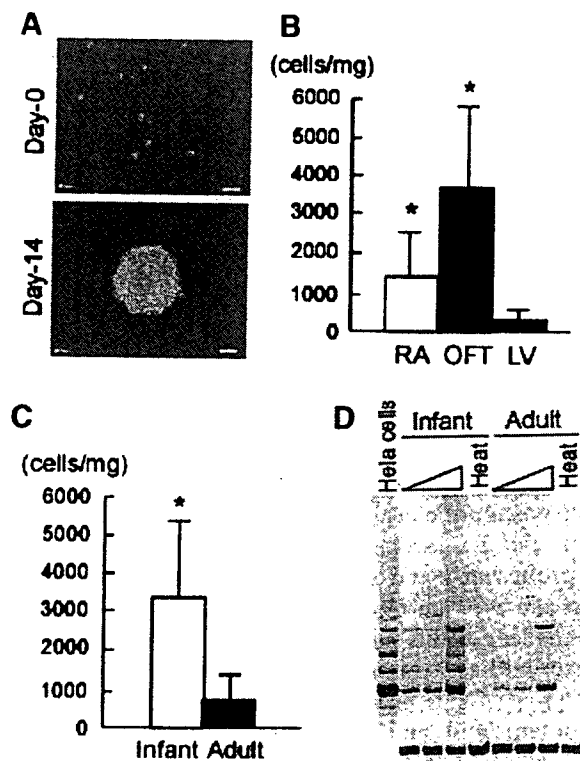 A
Day-0
Day-14
B
(cells/mg)
*
*
6000
5000
4000
3000
2000
1000
0
RA OFT LV
C
(cells/mg)
*
6000
5000
4000
3000
2000
1000
0
Infant Adult
D
Hela cells
Infant
Heat
Adult
Heat